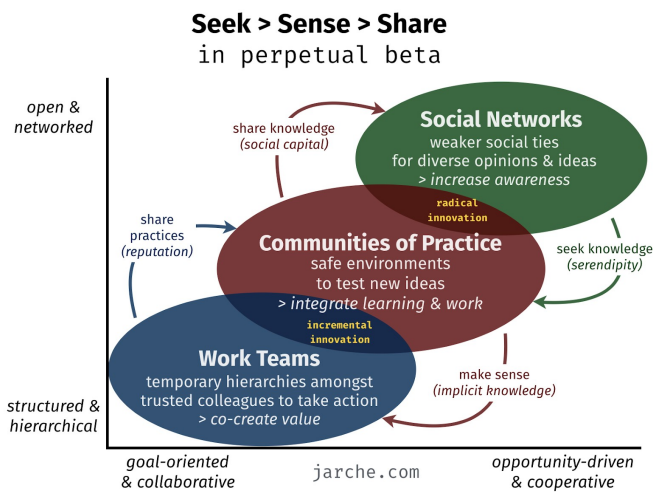 Seek > Sense > Share
in perpetual beta
open &
networked
Social Networks
weaker social ties
for diverse opinions & ideas
> increase awareness
share knowledge
(social capital)
radical
innovation
share
practices
(reputation)
Communities of Practice
safe environments
to test new ideas
> integrate learning & work
seek knowledge
(serendipity)
incremental
innovation
Work Teams
temporary hierarchies amongst
trusted colleagues to take action
> co-create value
make sense
(implicit knowledge)
structured &
hierarchical
goal-oriented
& collaborative
jarche.com
opportunity-driven
& cooperative